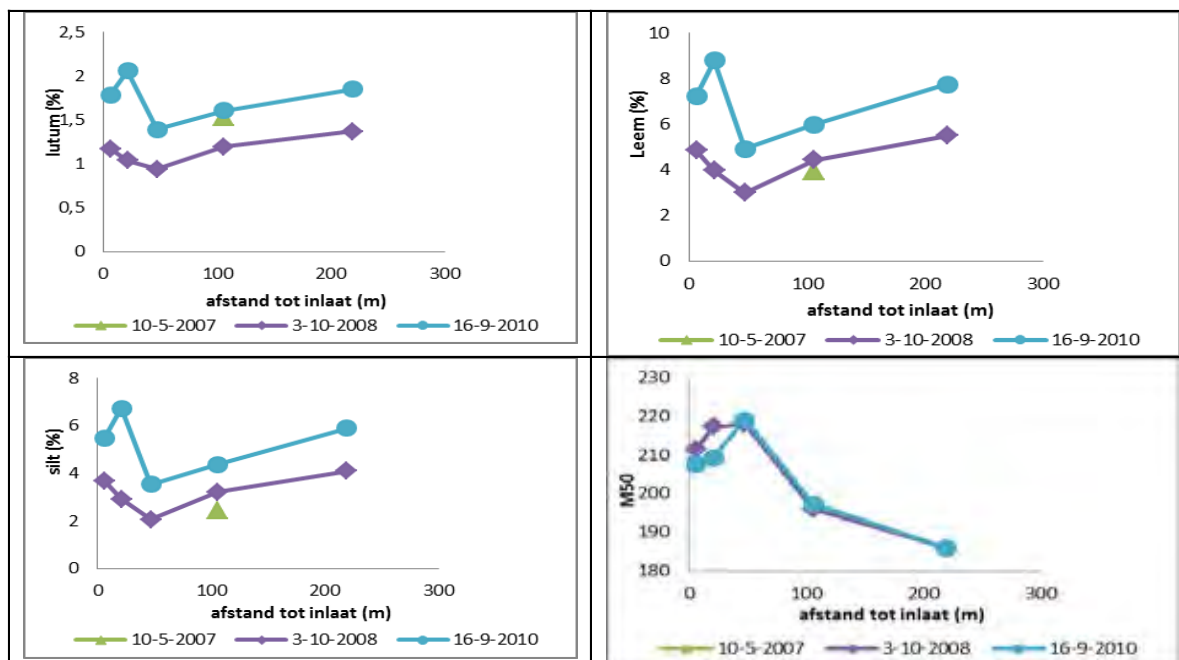 2,5
2
1,5
1
0,5
0
lutum (%)
0 100 200 300
afstand tot inlaat (m)
10-5-2007 3-10-2008 16-9-2010
10
8
6
4
2
0
Leem (%)
0 100 200 300
afstand tot inlaat (m)
10-5-2007 3-10-2008 16-9-2010
8
6
4
2
0
silt (%)
0 100 200 300
afstand tot inlaat (m)
10-5-2007 3-10-2008 16-9-2010
230
220
210
200
190
180
M50
0 100 200 300
afstand tot inlaat (m)
10-5-2007 3-10-2008 16-9-2010